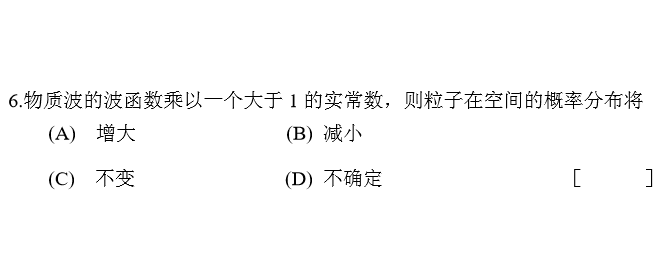 6.物质波的波函数乘以一个大于 1 的实常数，则粒子在空间的概率分布将
(A) 增大 (B) 减小
(C) 不变 (D) 不确定 [ ]